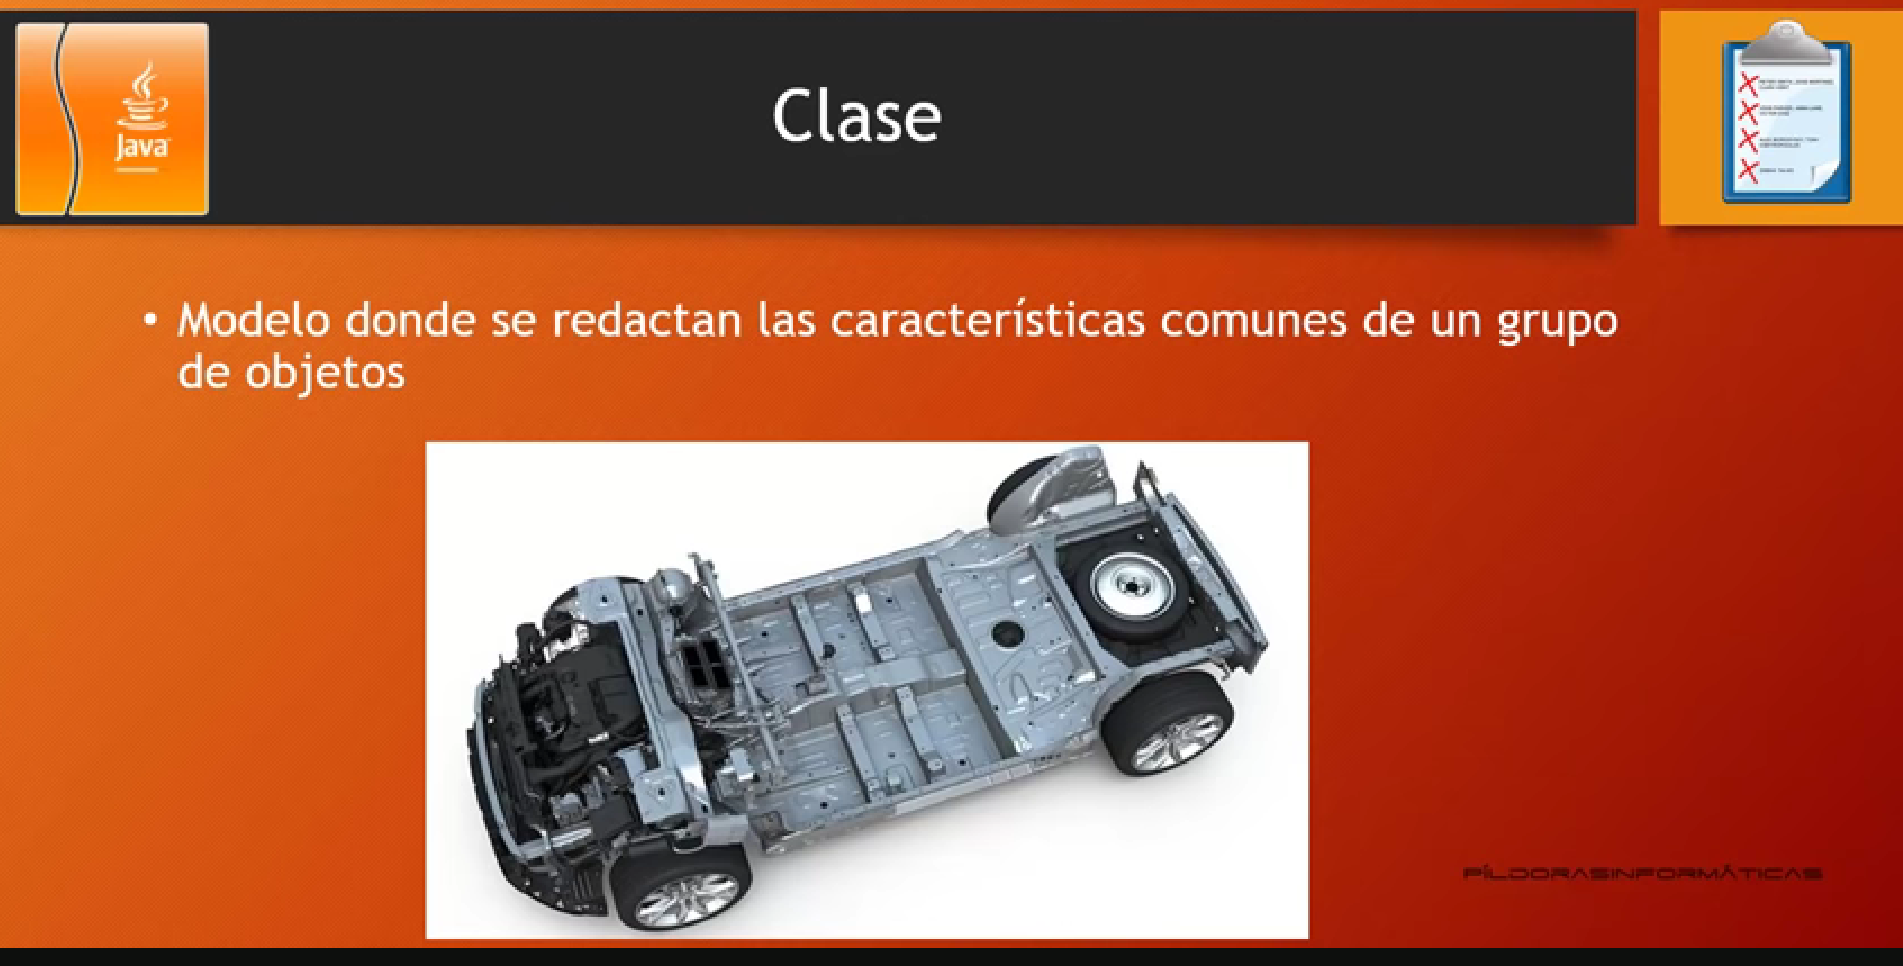 Clase
Java
• Modelo donde se redactan las características comunes de un grupo
de objetos
PÍLDORASINFORMÁTICAS